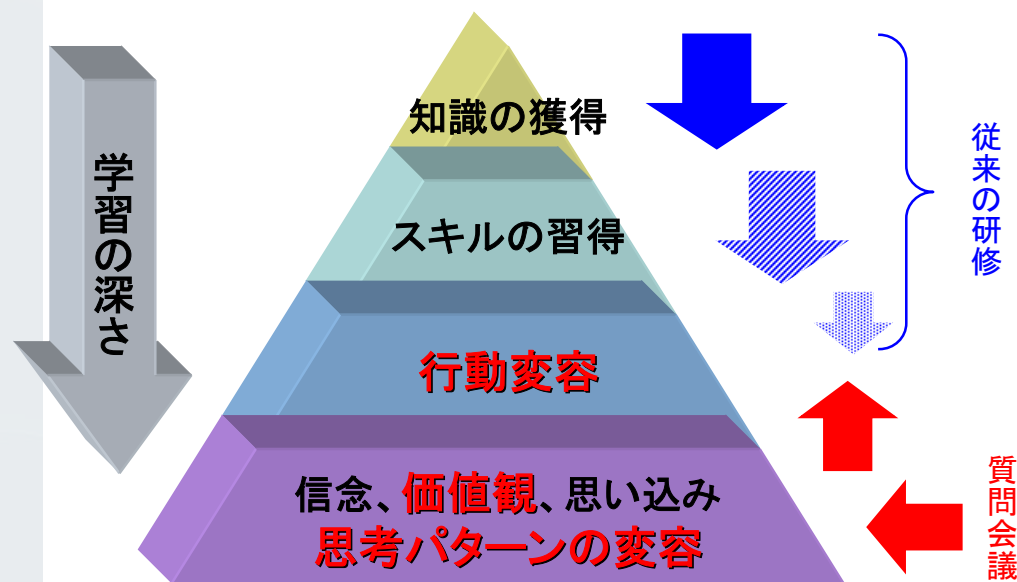 学習の深さ
知識の獲得
スキルの習得
行動変容
信念、価値観、思い込み
思考パターンの変容
従来の研修
質問会議